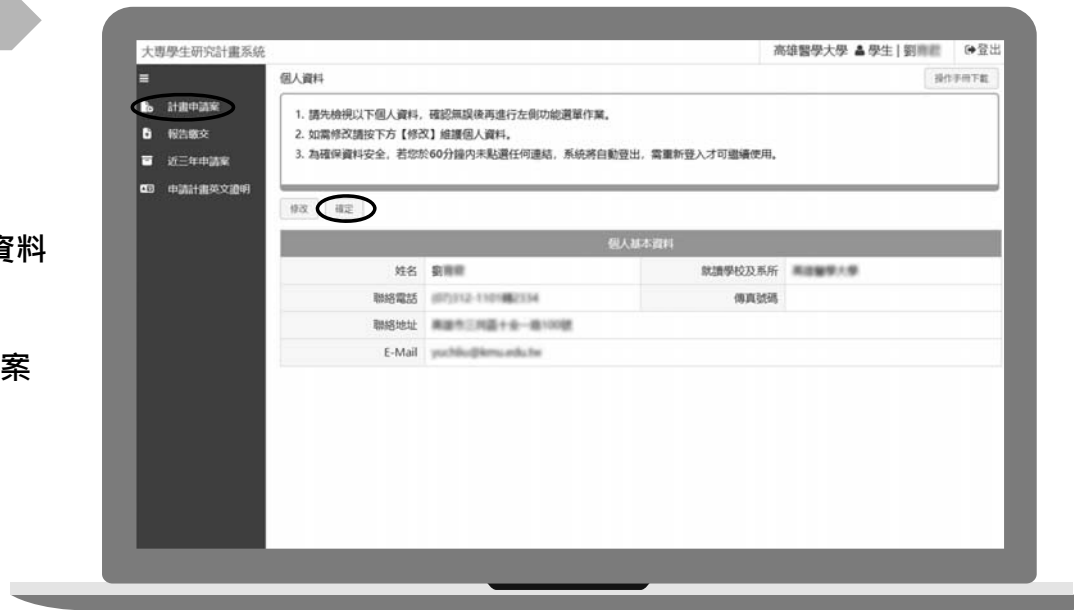 大專學生研究計畫系統
高雄醫學大學 學生 | 劉
登出
個人資料
操作手冊下載
計畫申請案
報告繳交
近三年申請案
申請計畫英文證明
1. 請先檢視以下個人資料，確認無誤後再進行左側功能選單作業。
2. 如需修改請按下方【修改】維護個人資料。
3. 為確保資料安全，若您於60分鐘內未點選任何連結，系統將自動登出，需重新登入才可繼續使用。
修改 確定
個人基本資料
姓名 劉
就讀學校及系所
聯絡電話
傳真號碼
聯絡地址
E-Mail
資料
案